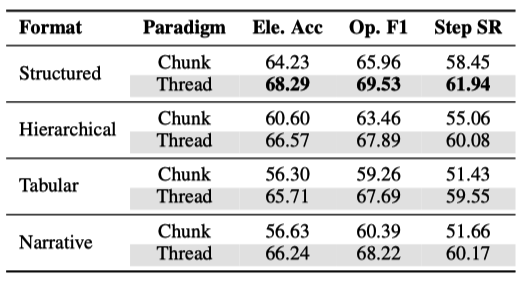 Format Paradigm Ele. Acc Op. F1 Step SR
Structured Chunk 64.23 65.96 58.45
Thread 68.29 69.53 61.94
Hierarchical Chunk 60.60 63.46 55.06
Thread 66.57 67.89 60.08
Tabular Chunk 56.30 59.26 51.43
Thread 65.71 67.69 59.55
Narrative Chunk 56.63 60.39 51.66
Thread 66.24 68.22 60.17